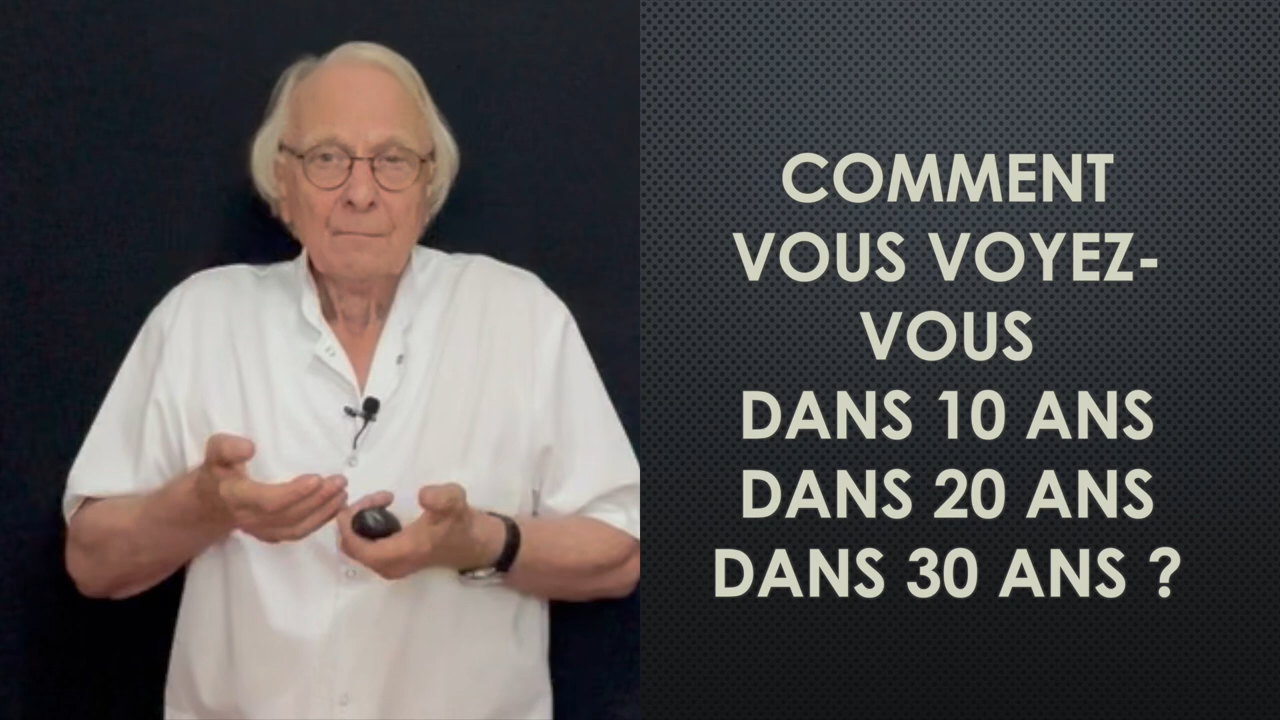 COMMENT
VOUS VOYEZ-
VOUS
DANS 10 ANS
DANS 20 ANS
DANS 30 ANS ?